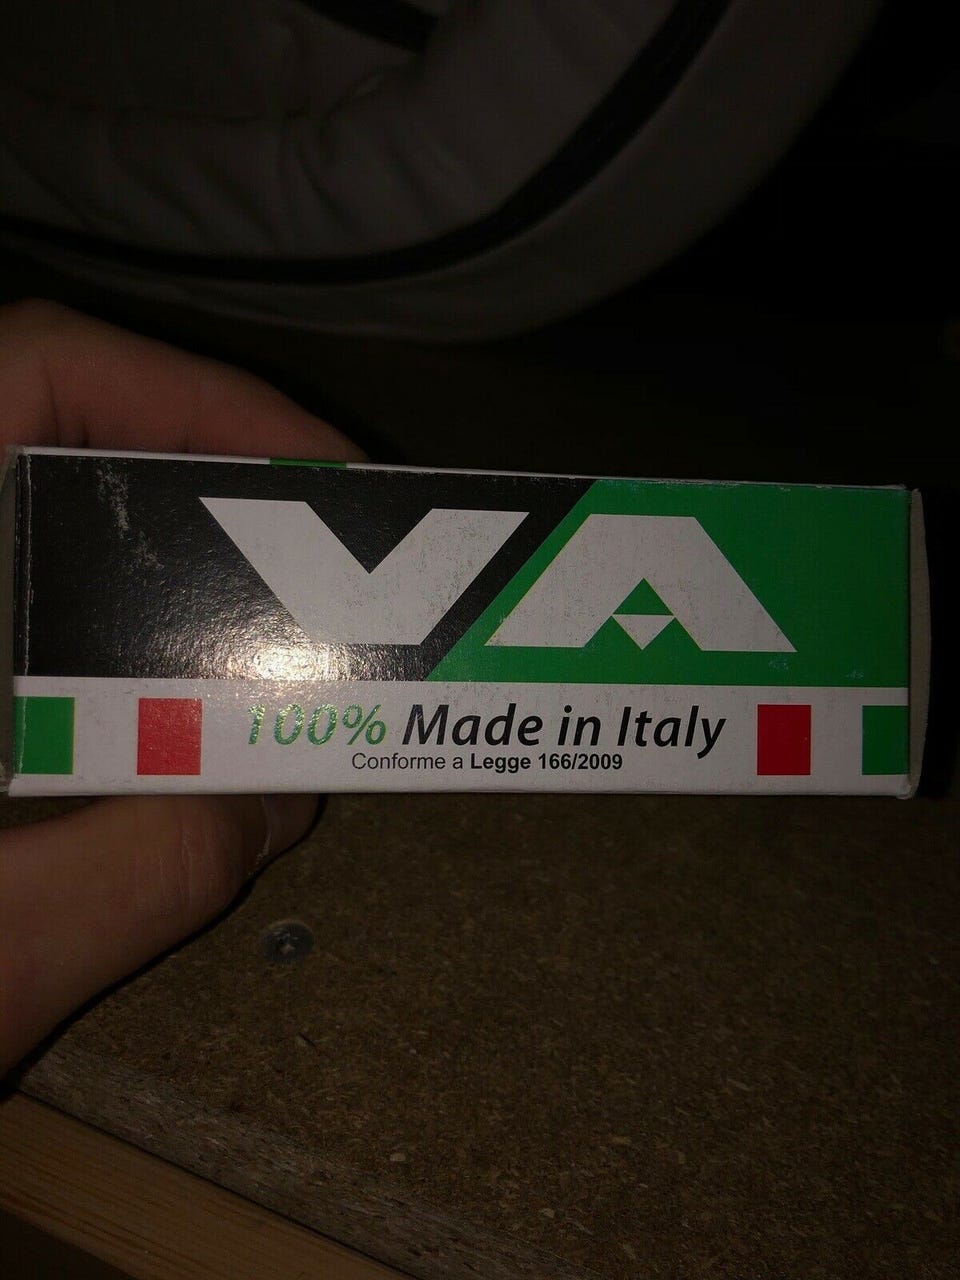 VA
100% Made in Italy
Conforme a Legge 166/2009